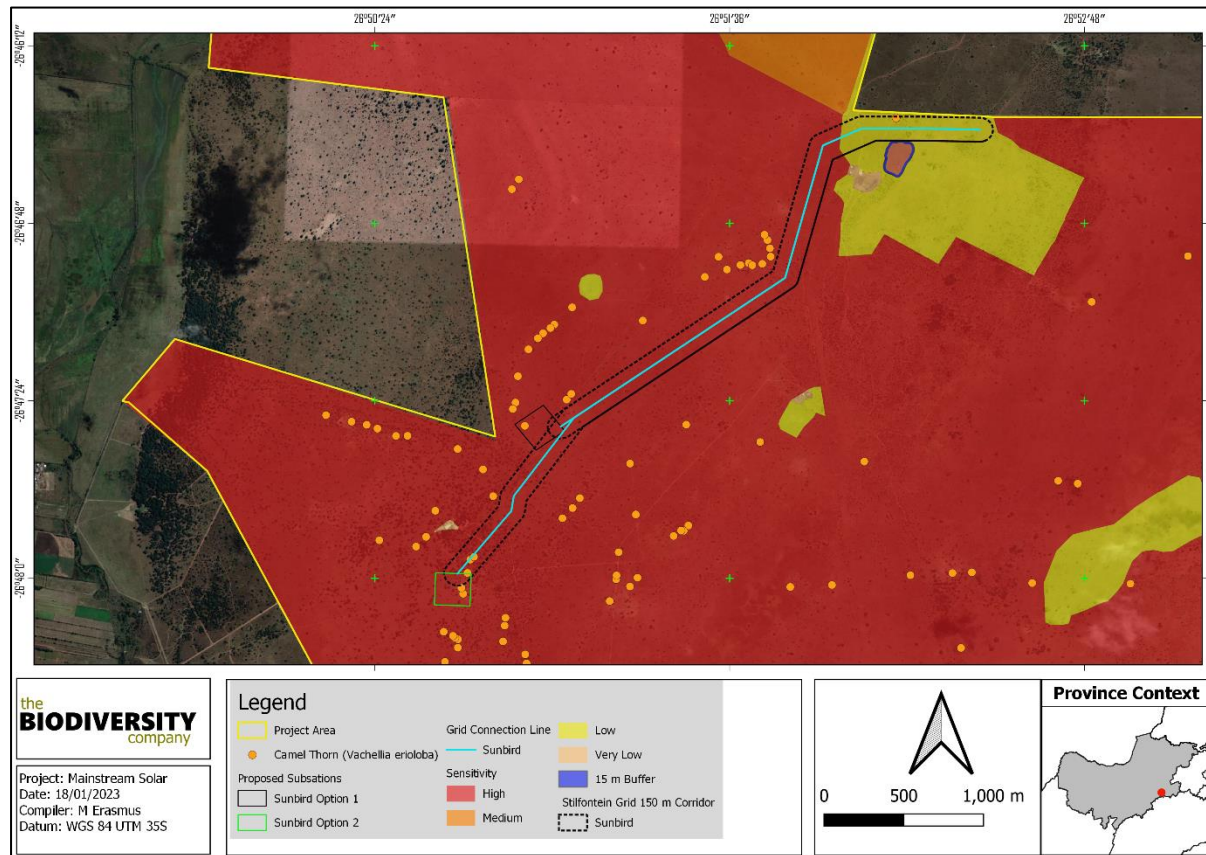 26°50'24" 26°51'36" 26°52'48"
-26°46'12"
-26°46'48"
-26°47'24"
-26°48'0"
the
BIODIVERSITY
company
Project: Mainstream Solar
Date: 18/01/2023
Compiler: M Erasmus
Datum: WGS 84 UTM 35S
Legend
Project Area
Camel Thorn (Vachellia erioloba)
Proposed Subsations
Sunbird Option 1
Sunbird Option 2
Grid Connection Line
Sunbird
Sensitivity
High
Medium
Low
Very Low
15 m Buffer
Stilfontein Grid 150 m Corridor
Sunbird
0 500 1,000 m
Province Context